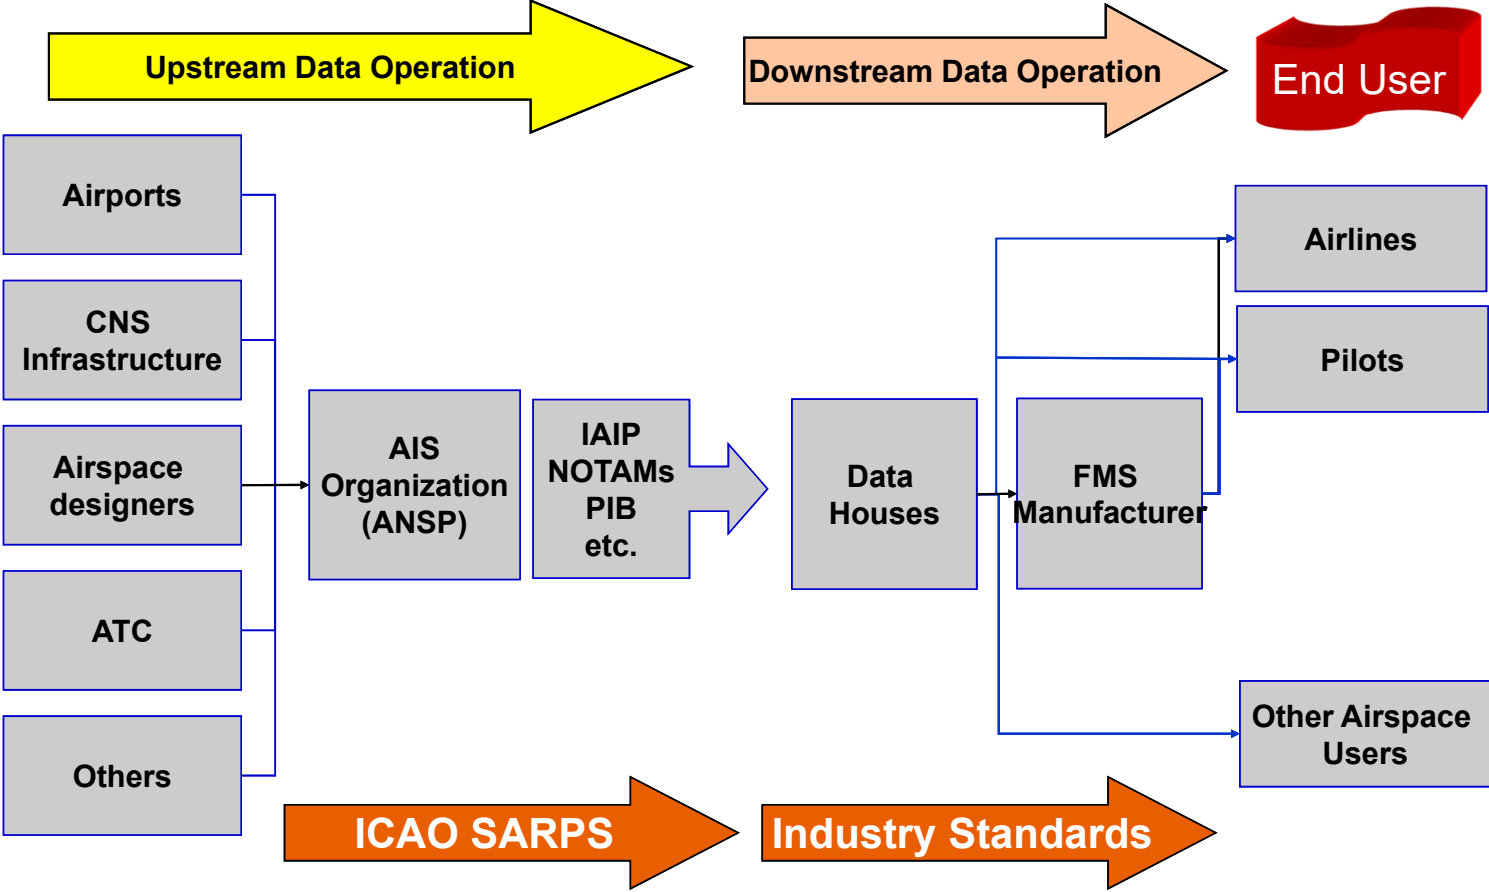 Upstream Data Operation
Downstream Data Operation
End User
Airports
CNS
Infrastructure
Airspace
designers
ATC
Others
AIS
Organization
(ANSP)
IAIP
NOTAMs
PIB
etc.
Data
Houses
FMS
Manufacturer
Airlines
Pilots
Other Airspace
Users
ICAO SARPS
Industry Standards